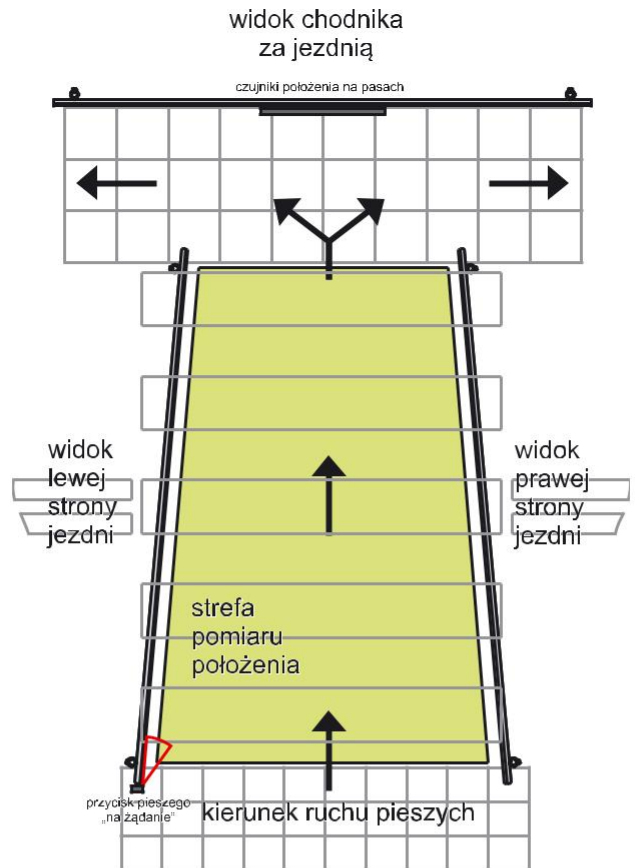 widok chodnika
za jezdnią
czujniki położenia na pasach
widok
lewej
strony
jezdni
widok
prawej
strony
jezdni
strefa
pomiaru
położenia
przycisk pieszego
„na żądanie”
kierunek ruchu pieszych